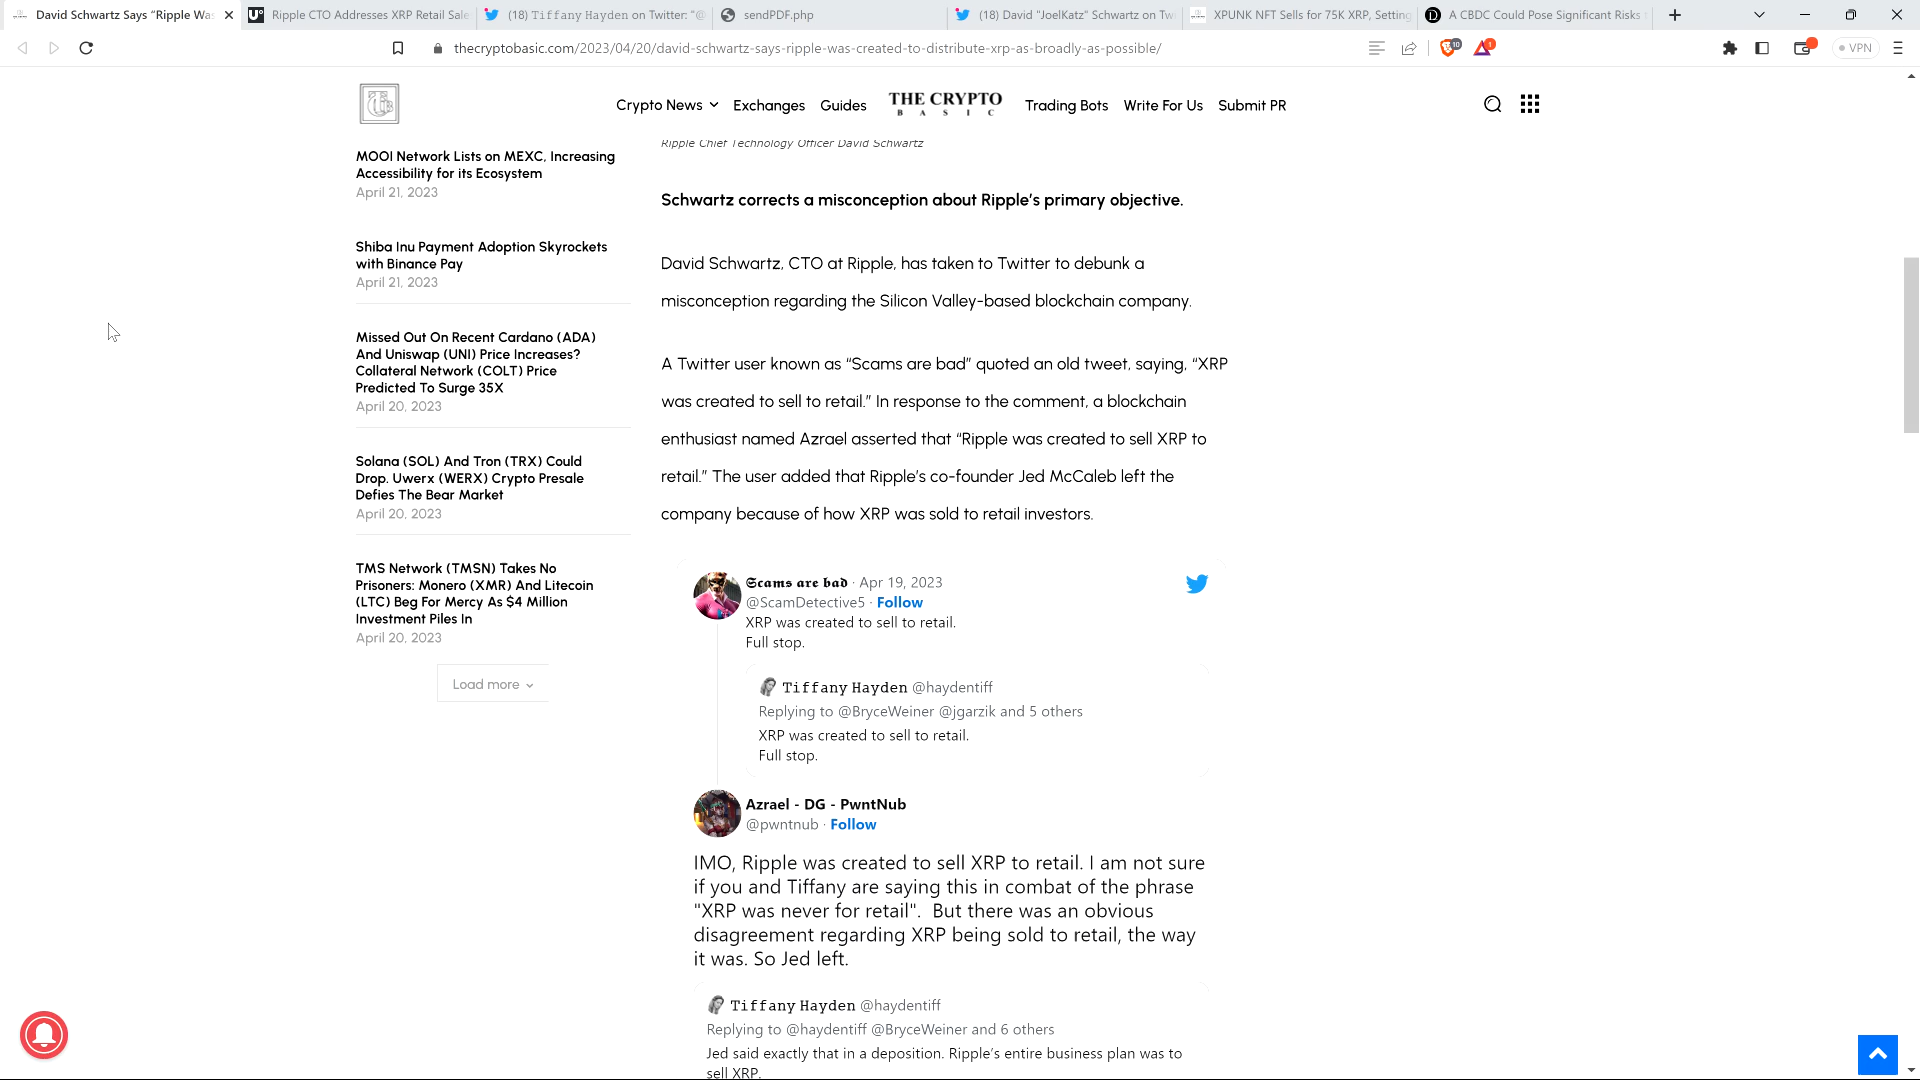 David Schwartz Says “Ripple Was
Ripple CTO Addresses XRP Retail Sale
(18) Tiffany Hayden on Twitter: "@
sendPDF.php
(18) David "JoelKatz" Schwartz on Tw
XPUNK NFT Sells for 75K XRP, Setting
A CBDC Could Pose Significant Risks
thecryptobasic.com/2023/04/20/david-schwartz-says-ripple-was-created-to-distribute-xrp-as-broadly-as-possible/
10
1
VPN
Crypto News
Exchanges
Guides
THE CRYPTO
BASIC
Trading Bots
Write For Us
Submit PR
MOOI Network Lists on MEXC, Increasing
Accessibility for its Ecosystem
April 21, 2023
Shiba Inu Payment Adoption Skyrockets
with Binance Pay
April 21, 2023
Missed Out On Recent Cardano (ADA)
And Uniswap (UNI) Price Increases?
Collateral Network (COLT) Price
Predicted To Surge 35X
April 20, 2023
Solana (SOL) And Tron (TRX) Could
Drop. Uwerx (WERX) Crypto Presale
Defies The Bear Market
April 20, 2023
TMS Network (TMSN) Takes No
Prisoners: Monero (XMR) And Litecoin
(LTC) Beg For Mercy As $4 Million
Investment Piles In
April 20, 2023
Load more
Ripple Chief Technology Officer David Schwartz
Schwartz corrects a misconception about Ripple’s primary objective.
David Schwartz, CTO at Ripple, has taken to Twitter to debunk a
misconception regarding the Silicon Valley-based blockchain company.
A Twitter user known as “Scams are bad” quoted an old tweet, saying, “XRP
was created to sell to retail.” In response to the comment, a blockchain
enthusiast named Azrael asserted that “Ripple was created to sell XRP to
retail.” The user added that Ripple’s co-founder Jed McCaleb left the
company because of how XRP was sold to retail investors.
Scams are bad · Apr 19, 2023
@ScamDetective5 · Follow
XRP was created to sell to retail.
Full stop.
Tiffany Hayden @haydentiff
Replying to @BryceWeiner @jgarzik and 5 others
XRP was created to sell to retail.
Full stop.
Azrael - DG - PwntNub
@pwntnub · Follow
IMO, Ripple was created to sell XRP to retail. I am not sure
if you and Tiffany are saying this in combat of the phrase
"XRP was never for retail".  But there was an obvious
disagreement regarding XRP being sold to retail, the way
it was. So Jed left.
Tiffany Hayden @haydentiff
Replying to @haydentiff @BryceWeiner and 6 others
Jed said exactly that in a deposition. Ripple’s entire business plan was to
sell XRP.